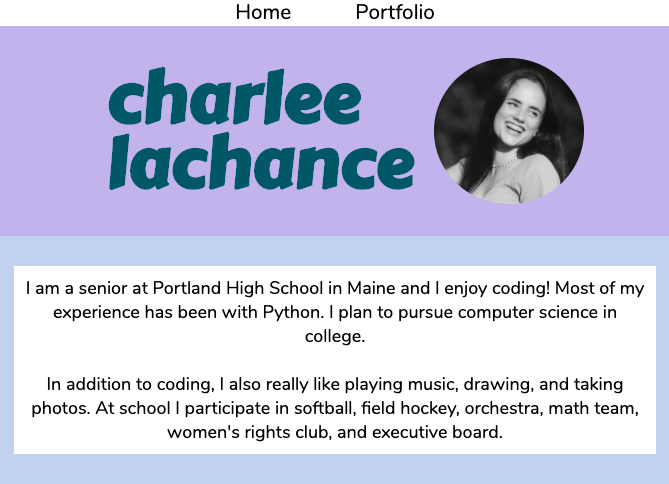 Home Portfolio
charlee
lachance
I am a senior at Portland High School in Maine and I enjoy coding! Most of my
experience has been with Python. I plan to pursue computer science in
college.
In addition to coding, I also really like playing music, drawing, and taking
photos. At school I participate in softball, field hockey, orchestra, math team,
women's rights club, and executive board.